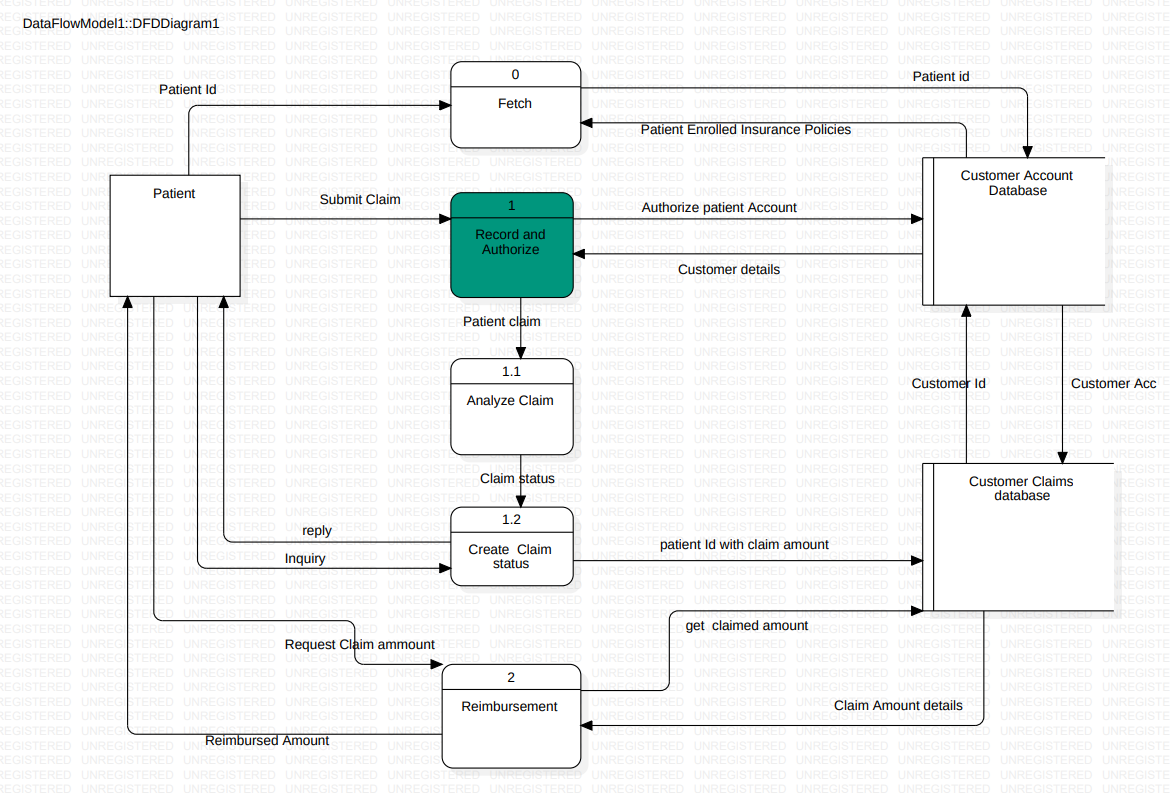 DataFlowModel1::DFDDiagram1
Patient Id
0
Fetch
Patient id
Patient Enrolled Insurance Policies
Patient
Submit Claim
1
Record and
Authorize
Authorize patient Account
Customer details
Customer Account
Database
Patient claim
1.1
Analyze Claim
Customer Id
Customer Acc
Claim status
1.2
Create Claim
status
reply
Inquiry
patient Id with claim amount
Customer Claims
database
Request Claim ammount
get claimed amount
2
Reimbursement
Claim Amount details
Reimbursed Amount
UNREGISTERED